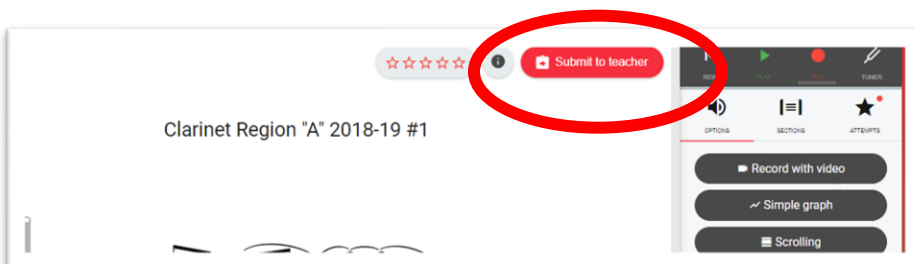 Submit to teacher
REW PLAY REC TUNER
Clarinet Region "A" 2018-19 #1
OPTIONS SECTIONS ATTEMPTS
Record with video
Simple graph
Scrolling